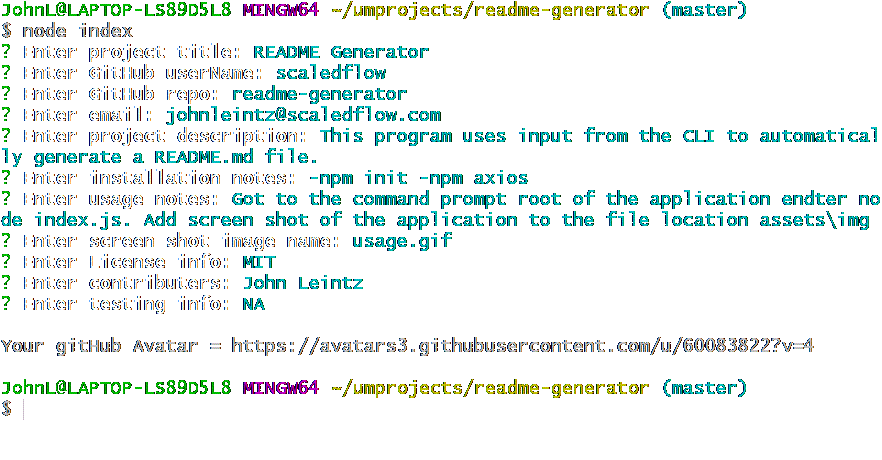 JohnL@LAPTOP-LS89D5L8 MINGW64 ~/umprojects/readme-generator (master)
$ node index
? Enter project title: README Generator
? Enter GitHub userName: scaledflow
? Enter GitHub repo: readme-generator
? Enter email: johnleintz@scaledflow.com
? Enter project description: This program uses input from the CLI to automatical
ly generate a README.md file.
? Enter installation notes: -npm init -npm axios
? Enter usage notes: Got to the command prompt root of the application endter no
de index.js. Add screen shot of the application to the file location assets\img
? Enter screen shot image name: usage.gif
? Enter License info: MIT
? Enter contributers: John Leintz
? Enter testing info: NA
Your gitHub Avatar = https://avatars3.githubusercontent.com/u/60083822?v=4
JohnL@LAPTOP-LS89D5L8 MINGW64 ~/umprojects/readme-generator (master)
$